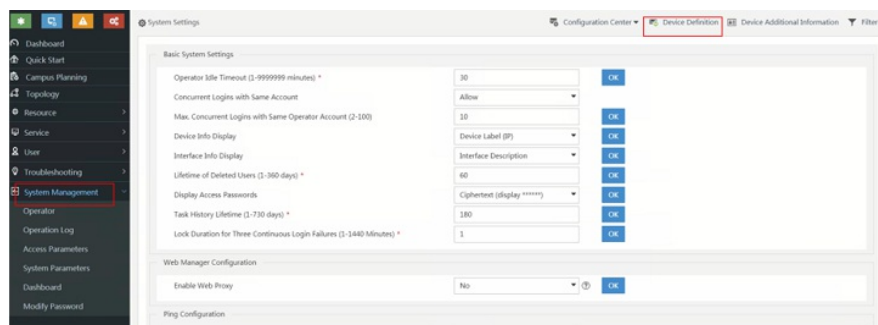 System Settings
Configuration Center
Device Definition
Device Additional Information
Filter
Dashboard
Quick Start
Campus Planning
Topology
Resource
Service
User
Troubleshooting
System Management
Operator
Operation Log
Access Parameters
System Parameters
Dashboard
Modify Password
Basic System Settings
Operator Idle Timeout (1-9999999 minutes) * 30 OK
Concurrent Logins with Same Account Allow
Max. Concurrent Logins with Same Operator Account (2-100) 10 OK
Device Info Display Device Label (IP) OK
Interface Info Display Interface Description OK
Lifetime of Deleted Users (1-360 days) * 60 OK
Display Access Passwords Ciphertext (display ******) OK
Task History Lifetime (1-730 days) * 180 OK
Lock Duration for Three Continuous Login Failures (1-1440 Minutes) * 1 OK
Web Manager Configuration
Enable Web Proxy No ? OK
Ping Configuration